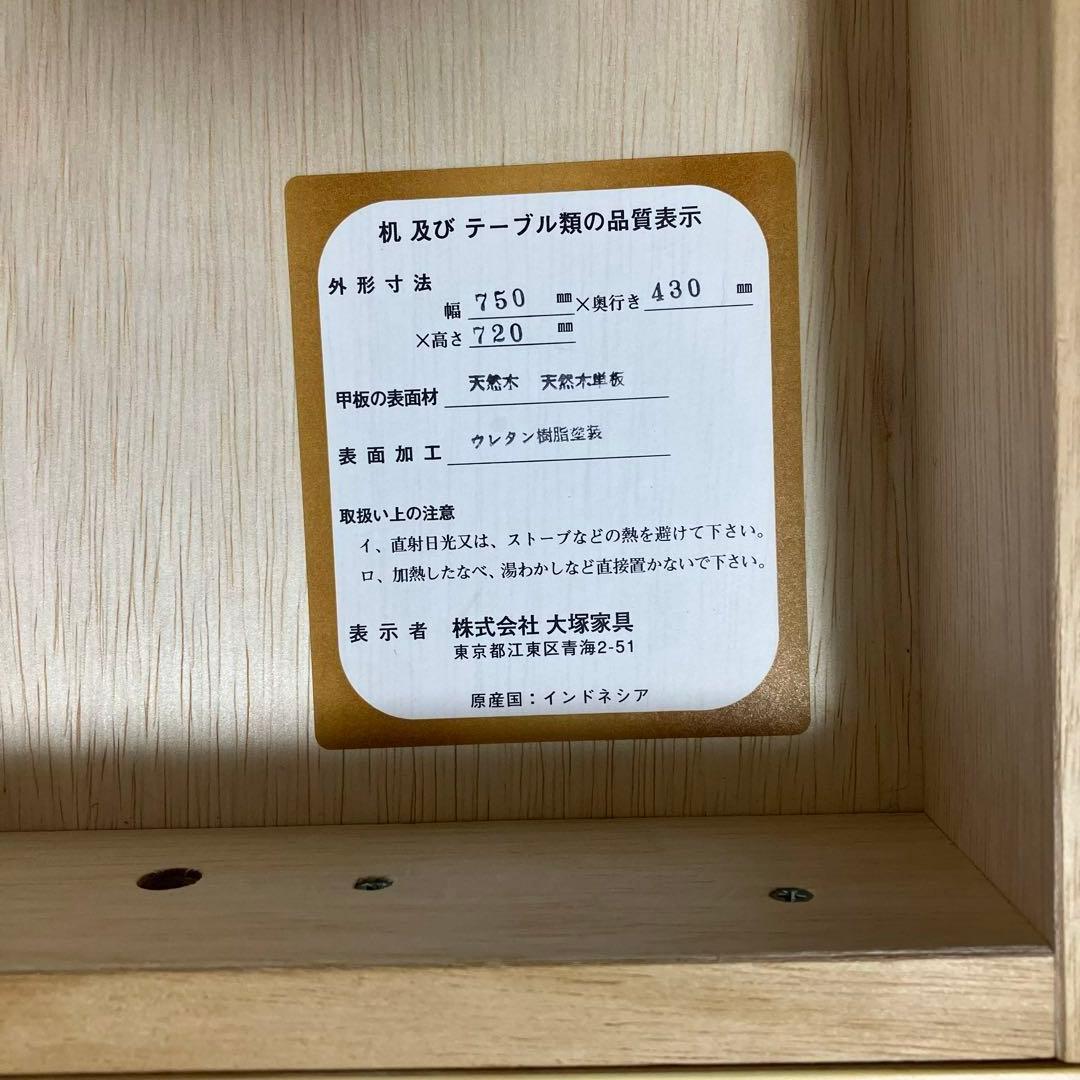 机 及び テーブル類の品質表示
外形寸法
幅 750 mm ×奥行き 430 mm
×高さ 720 mm
甲板の表面材 天然木 天然木単板
表面加工 ウレタン樹脂塗装
取扱い上の注意
イ、直射日光又は、ストーブなどの熱を避けて下さい。
ロ、加熱したなべ、湯わかしなど直接置かないで下さい。
表示者 株式会社 大塚家具
東京都江東区青海2-51
原産国：インドネシア